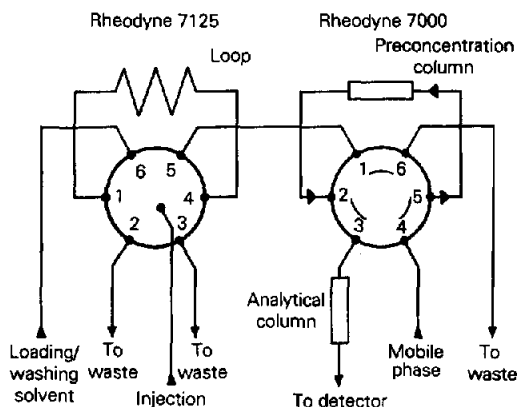 Rheodyne 7125
Rheodyne 7000
Loop
Preconcentration
column
6
5
1
4
2
3
1
6
2
5
3
4
Analytical
column
Loading/
washing
solvent
To
waste
To
waste
Injection
Mobile
phase
To
waste
To detector